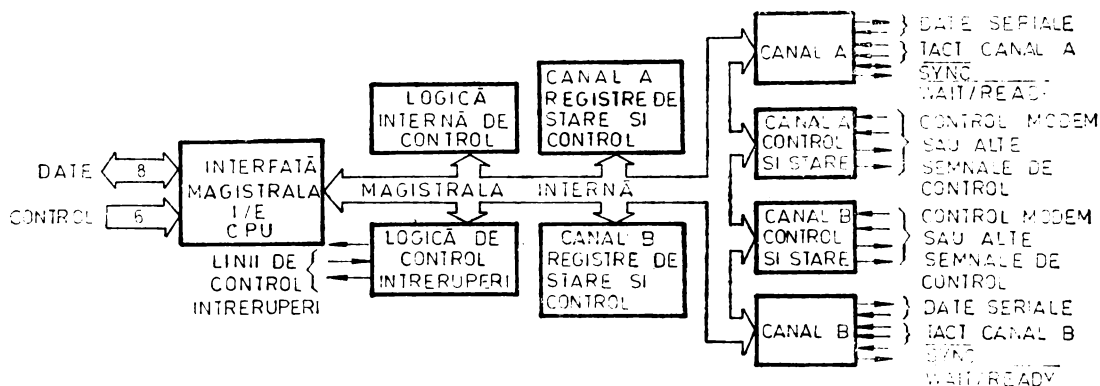 DATE
8
CONTROL
6
INTERFATĂ
MAGISTRALA
I/E
CPU
LOGICĂ
INTERNĂ DE
CONTROL
CANAL A
REGISTRE DE
STARE SI
CONTROL
MAGISTRALA INTERNĂ
LOGICĂ DE
CONTROL
INTRERUPERI
LINII DE
CONTROL
INTRERUPERI
CANAL B
REGISTRE DE
STARE SI
CONTROL
CANAL A
DATE SERIALE
TACT CANAL A
SYNC
WAIT/READY
CANAL A
CONTROL
SI STARE
CONTROL MODEM
SAU ALTE
SEMNALE DE
CONTROL
CANAL B
CONTROL
SI STARE
CONTROL MODEM
SAU ALTE
SEMNALE DE
CONTROL
CANAL B
DATE SERIALE
TACT CANAL B
SYNC
WAIT/READY